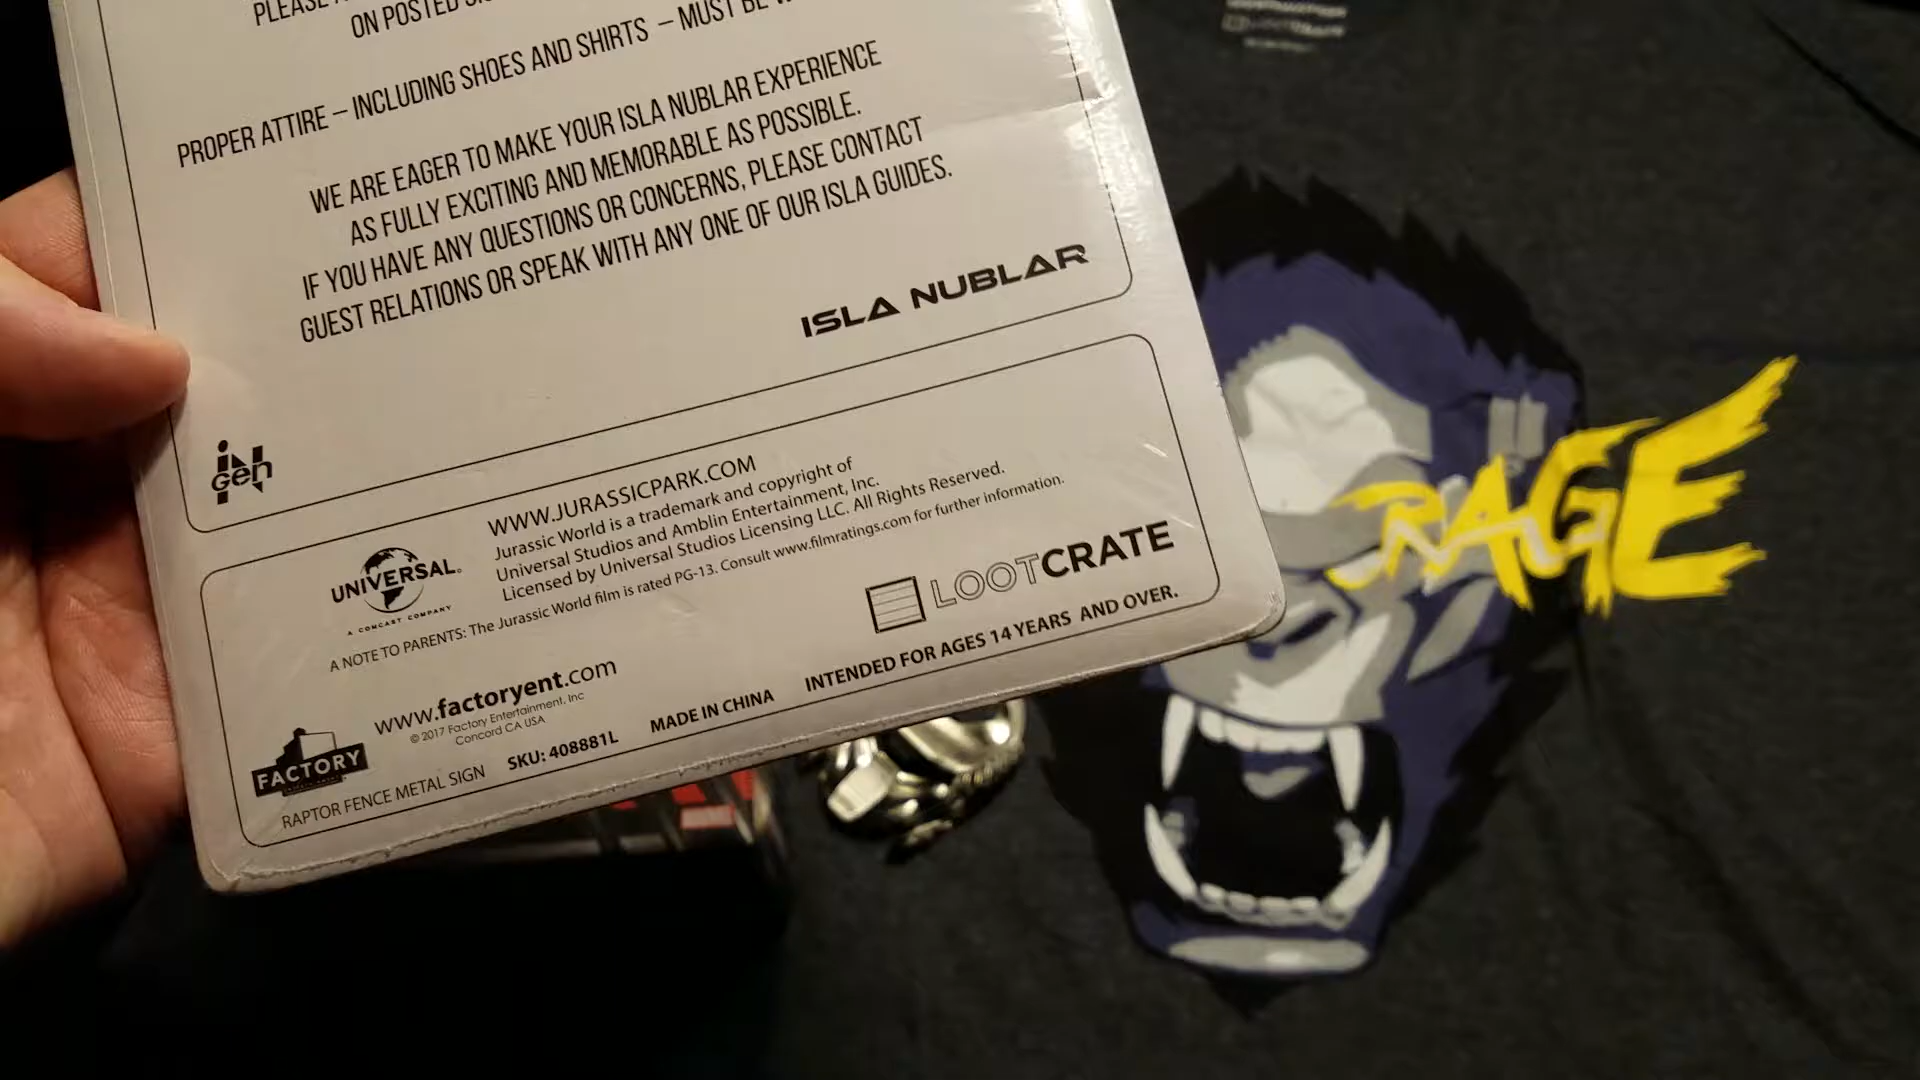 PLEASE
ON POSTED
PROPER ATTIRE – INCLUDING SHOES AND SHIRTS – MUST BE
WE ARE EAGER TO MAKE YOUR ISLA NUBLAR EXPERIENCE
AS FULLY EXCITING AND MEMORABLE AS POSSIBLE.
IF YOU HAVE ANY QUESTIONS OR CONCERNS, PLEASE CONTACT
GUEST RELATIONS OR SPEAK WITH ANY ONE OF OUR ISLA GUIDES.
ISLA NUBLAR
iNGen
WWW.JURASSICPARK.COM
Jurassic World is a trademark and copyright of
Universal Studios and Amblin Entertainment, Inc.
Licensed by Universal Studios Licensing LLC. All Rights Reserved.
UNIVERSAL
A COMCAST COMPANY
A NOTE TO PARENTS: The Jurassic World film is rated PG-13. Consult www.filmratings.com for further information.
LOOTCRATE
www.factoryent.com
© 2017 Factory Entertainment, Inc
Concord CA USA
FACTORY
RAPTOR FENCE METAL SIGN SKU: 408881L MADE IN CHINA INTENDED FOR AGES 14 YEARS AND OVER.
RAGE